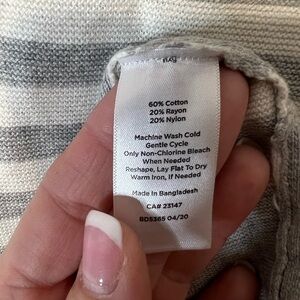 60% Cotton
20% Rayon
20% Nylon
Machine Wash Cold
Gentle Cycle
Only Non-Chlorine Bleach
When Needed
Reshape, Lay Flat To Dry
Warm Iron, If Needed
Made in Bangladesh
CA# 23147
BD5365 04/20